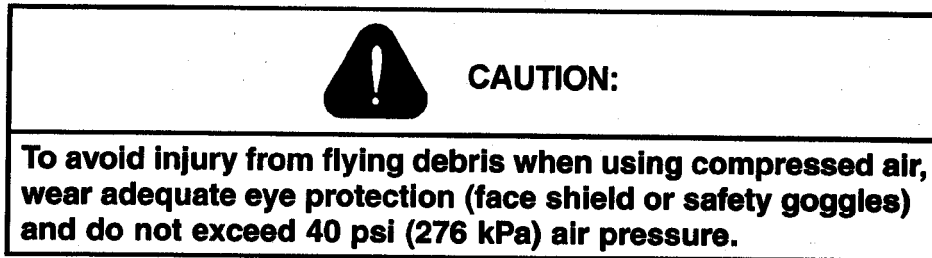 CAUTION:
To avoid injury from flying debris when using compressed air,
wear adequate eye protection (face shield or safety goggles)
and do not exceed 40 psi (276 kPa) air pressure.